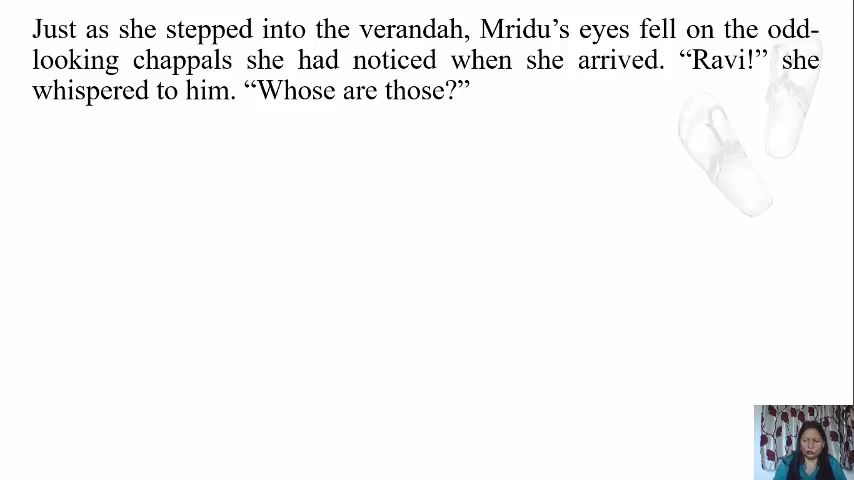 Just as she stepped into the verandah, Mridu’s eyes fell on the odd-
looking chappals she had noticed when she arrived. “Ravi!” she
whispered to him. “Whose are those?”